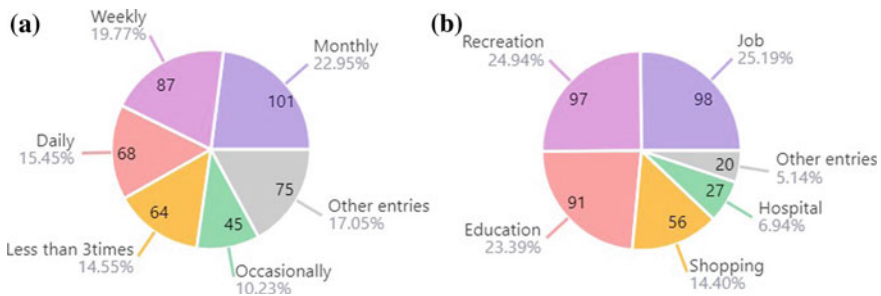 (a)
Weekly
19.77%
87
Monthly
22.95%
101
Daily
15.45%
68
Less than 3times
14.55%
64
Occasionally
10.23%
45
Other entries
17.05%
75
(b)
Recreation
24.94%
97
Job
25.19%
98
Education
23.39%
91
Shopping
14.40%
56
Hospital
6.94%
27
Other entries
5.14%
20